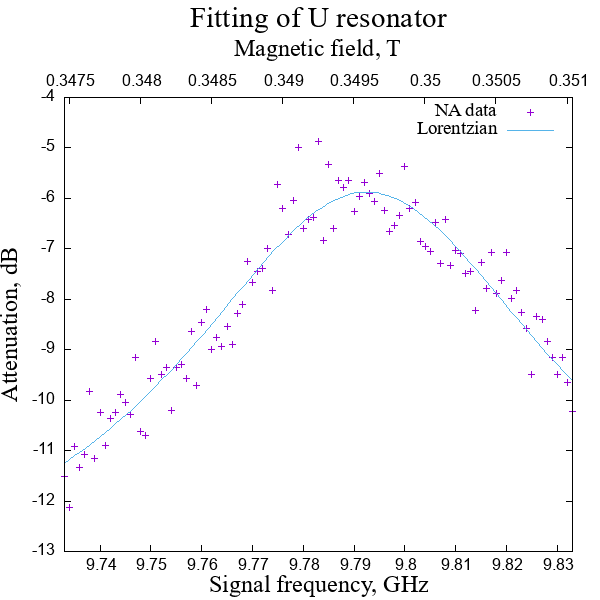 Fitting of U resonator
Magnetic field, T
0.3475 0.348 0.3485 0.349 0.3495 0.35 0.3505 0.351
NA data
Lorentzian
Attenuation, dB
-4
-5
-6
-7
-8
-9
-10
-11
-12
-13
9.74 9.75 9.76 9.77 9.78 9.79 9.8 9.81 9.82 9.83
Signal frequency, GHz